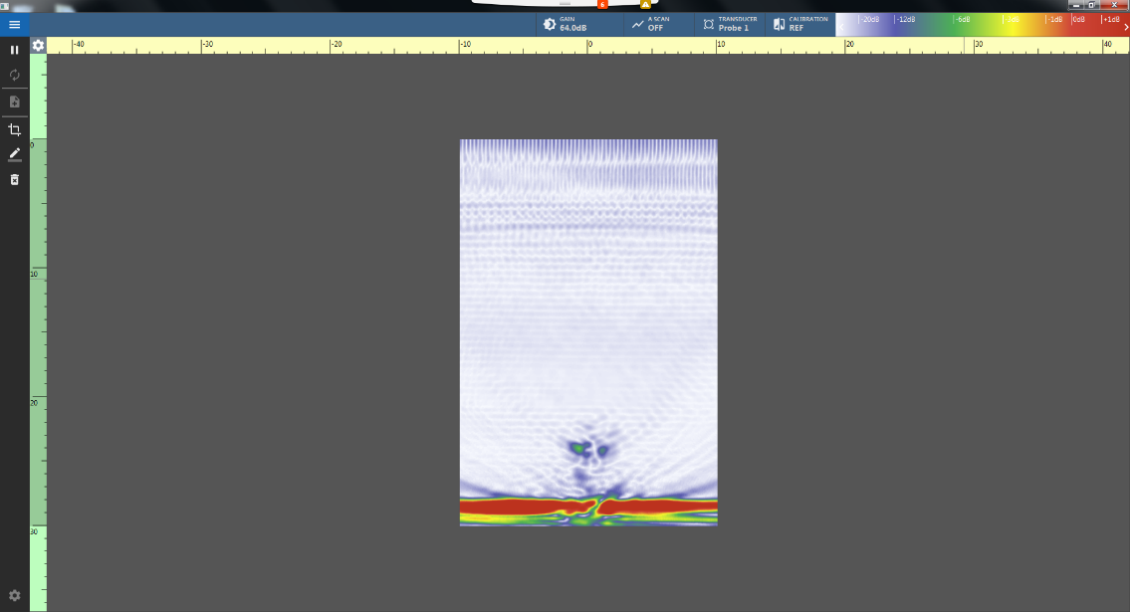 6
GAIN
64.0dB
A SCAN
OFF
TRANSDUCER
Probe 1
CALIBRATION
REF
-20dB
-12dB
-6dB
-3dB
-1dB
0dB
+1dB
-40
-30
-20
-10
0
10
20
30
40
0
10
20
30